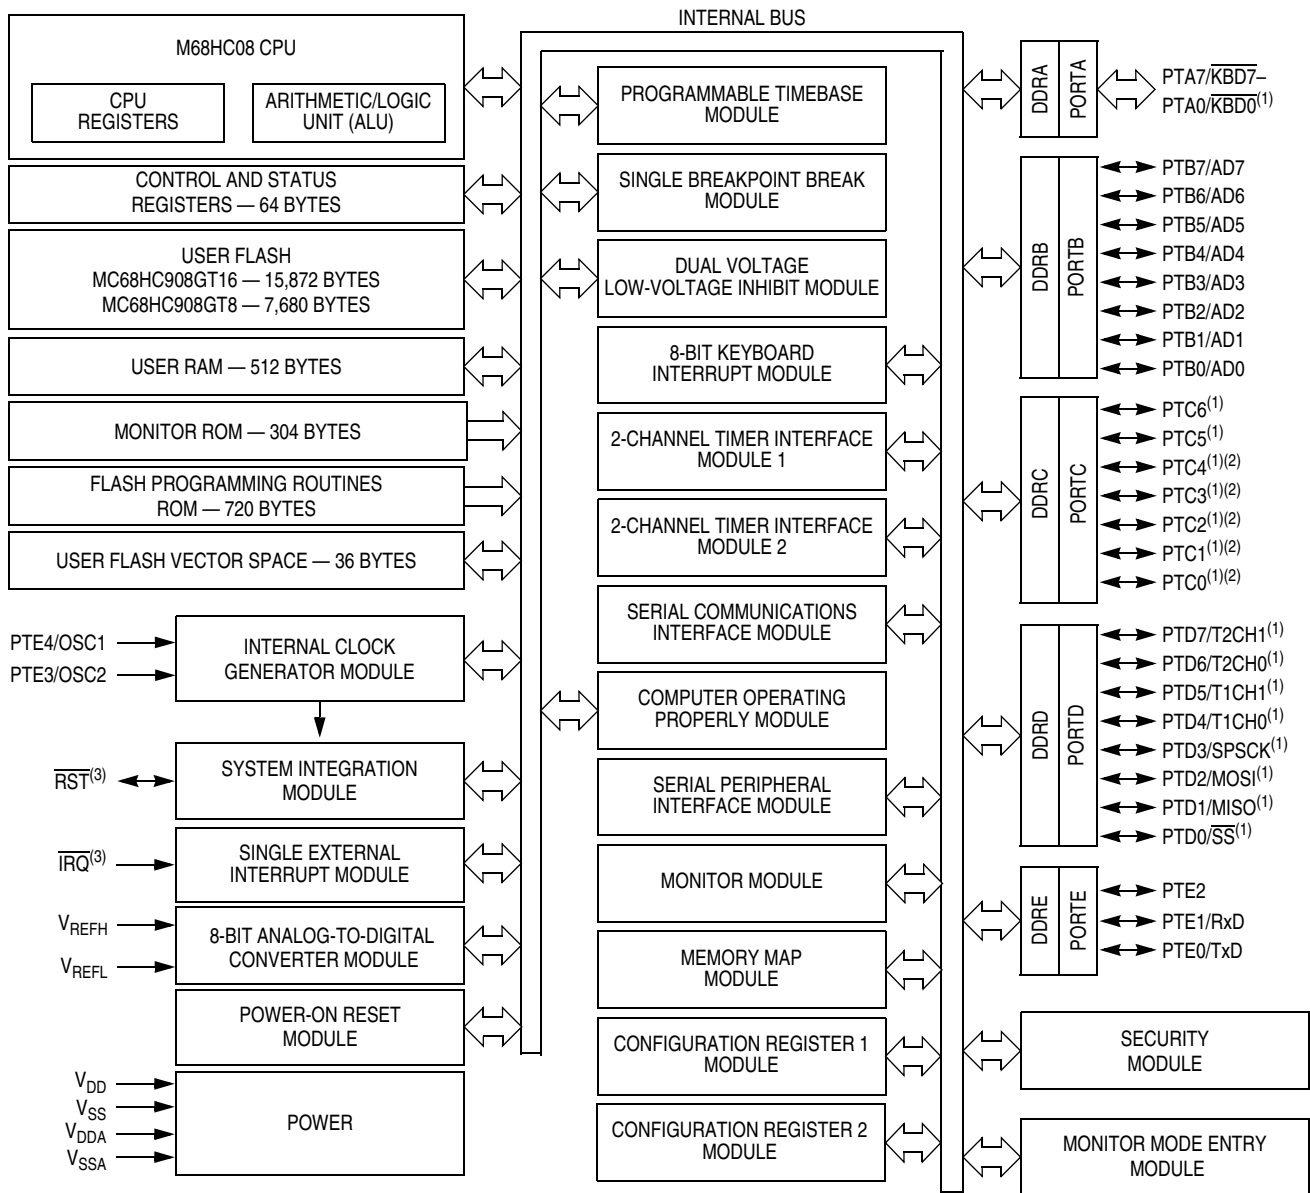 INTERNAL BUS
M68HC08 CPU
CPU
REGISTERS
ARITHMETIC/LOGIC
UNIT (ALU)
CONTROL AND STATUS
REGISTERS — 64 BYTES
USER FLASH
MC68HC908GT16 — 15,872 BYTES
MC68HC908GT8 — 7,680 BYTES
USER RAM — 512 BYTES
MONITOR ROM — 304 BYTES
FLASH PROGRAMMING ROUTINES
ROM — 720 BYTES
USER FLASH VECTOR SPACE — 36 BYTES
PTE4/OSC1
PTE3/OSC2
INTERNAL CLOCK
GENERATOR MODULE
RST(3)
SYSTEM INTEGRATION
MODULE
IRQ(3)
SINGLE EXTERNAL
INTERRUPT MODULE
VREFH
VREFL
8-BIT ANALOG-TO-DIGITAL
CONVERTER MODULE
POWER-ON RESET
MODULE
VDD
VSS
VDDA
VSSA
POWER
PROGRAMMABLE TIMEBASE
MODULE
SINGLE BREAKPOINT BREAK
MODULE
DUAL VOLTAGE
LOW-VOLTAGE INHIBIT MODULE
8-BIT KEYBOARD
INTERRUPT MODULE
2-CHANNEL TIMER INTERFACE
MODULE 1
2-CHANNEL TIMER INTERFACE
MODULE 2
SERIAL COMMUNICATIONS
INTERFACE MODULE
COMPUTER OPERATING
PROPERLY MODULE
SERIAL PERIPHERAL
INTERFACE MODULE
MONITOR MODULE
MEMORY MAP
MODULE
CONFIGURATION REGISTER 1
MODULE
CONFIGURATION REGISTER 2
MODULE
DDRA
PORTA
PTA7/KBD7–
PTA0/KBD0(1)
DDRB
PORTB
PTB7/AD7
PTB6/AD6
PTB5/AD5
PTB4/AD4
PTB3/AD3
PTB2/AD2
PTB1/AD1
PTB0/AD0
DDRC
PORTC
PTC6(1)
PTC5(1)
PTC4(1)(2)
PTC3(1)(2)
PTC2(1)(2)
PTC1(1)(2)
PTC0(1)(2)
DDRD
PORTD
PTD7/T2CH1(1)
PTD6/T2CH0(1)
PTD5/T1CH1(1)
PTD4/T1CH0(1)
PTD3/SPSCK(1)
PTD2/MOSI(1)
PTD1/MISO(1)
PTD0/SS(1)
DDRE
PORTE
PTE2
PTE1/RxD
PTE0/TxD
SECURITY
MODULE
MONITOR MODE ENTRY
MODULE